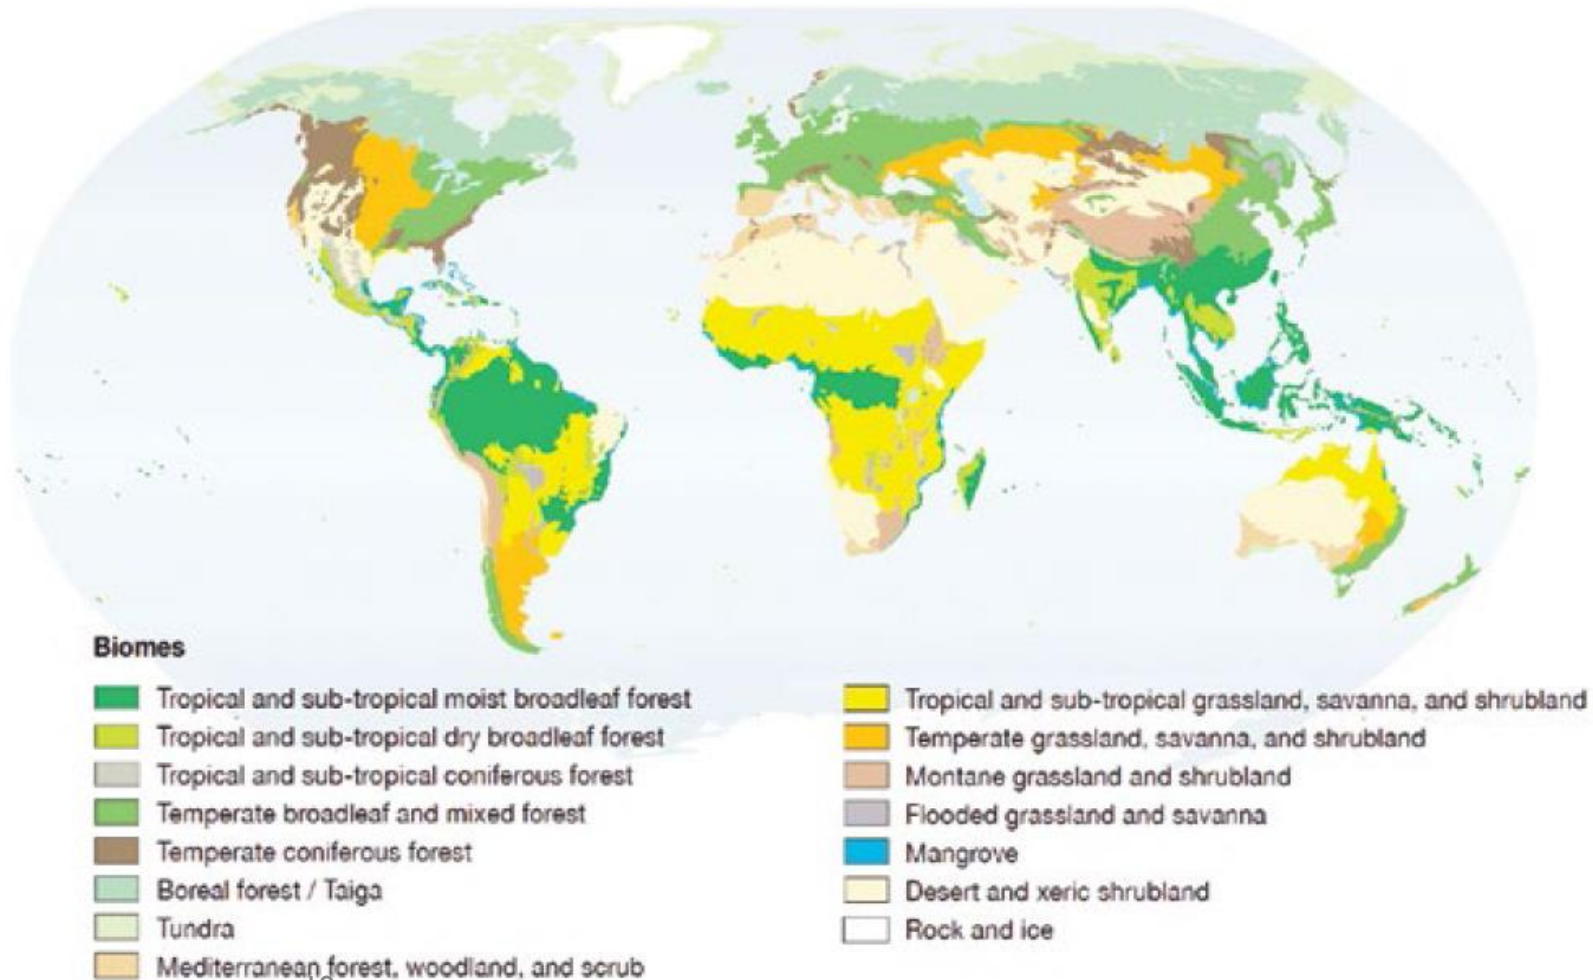 Biomes
Tropical and sub-tropical moist broadleaf forest
Tropical and sub-tropical dry broadleaf forest
Tropical and sub-tropical coniferous forest
Temperate broadleaf and mixed forest
Temperate coniferous forest
Boreal forest / Taiga
Tundra
Mediterranean forest, woodland, and scrub
Tropical and sub-tropical grassland, savanna, and shrubland
Temperate grassland, savanna, and shrubland
Montane grassland and shrubland
Flooded grassland and savanna
Mangrove
Desert and xeric shrubland
Rock and ice